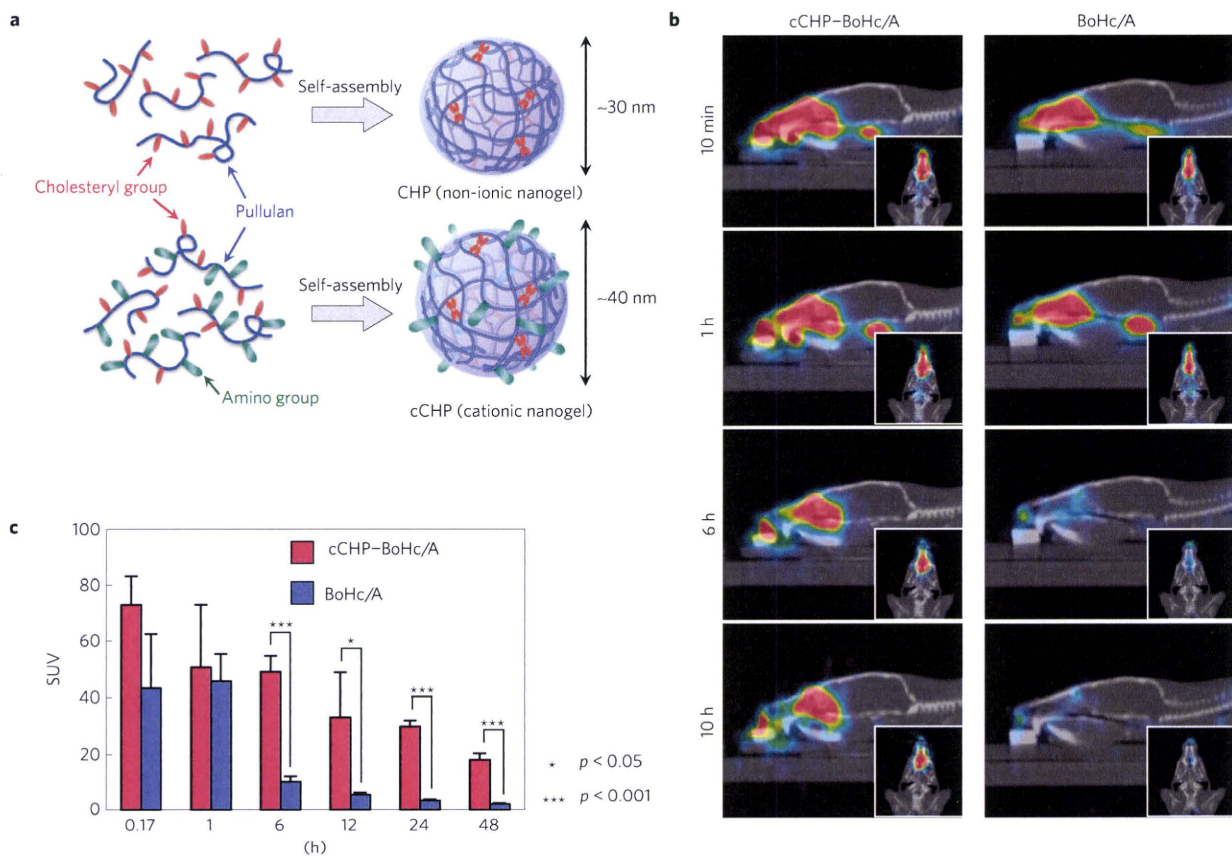 a
Self-assembly
~30 nm
CHP (non-ionic nanogel)
Cholesteryl group
Pullulan
Self-assembly
~40 nm
Amino group
cCHP (cationic nanogel)
b
cCHP–BoHc/A
BoHc/A
10 min
1 h
6 h
10 h
c
100
80
60
40
20
0
SUV
cCHP–BoHc/A
BoHc/A
***
*
***
***
* p < 0.05
*** p < 0.001
0.17 1 6 12 24 48
(h)